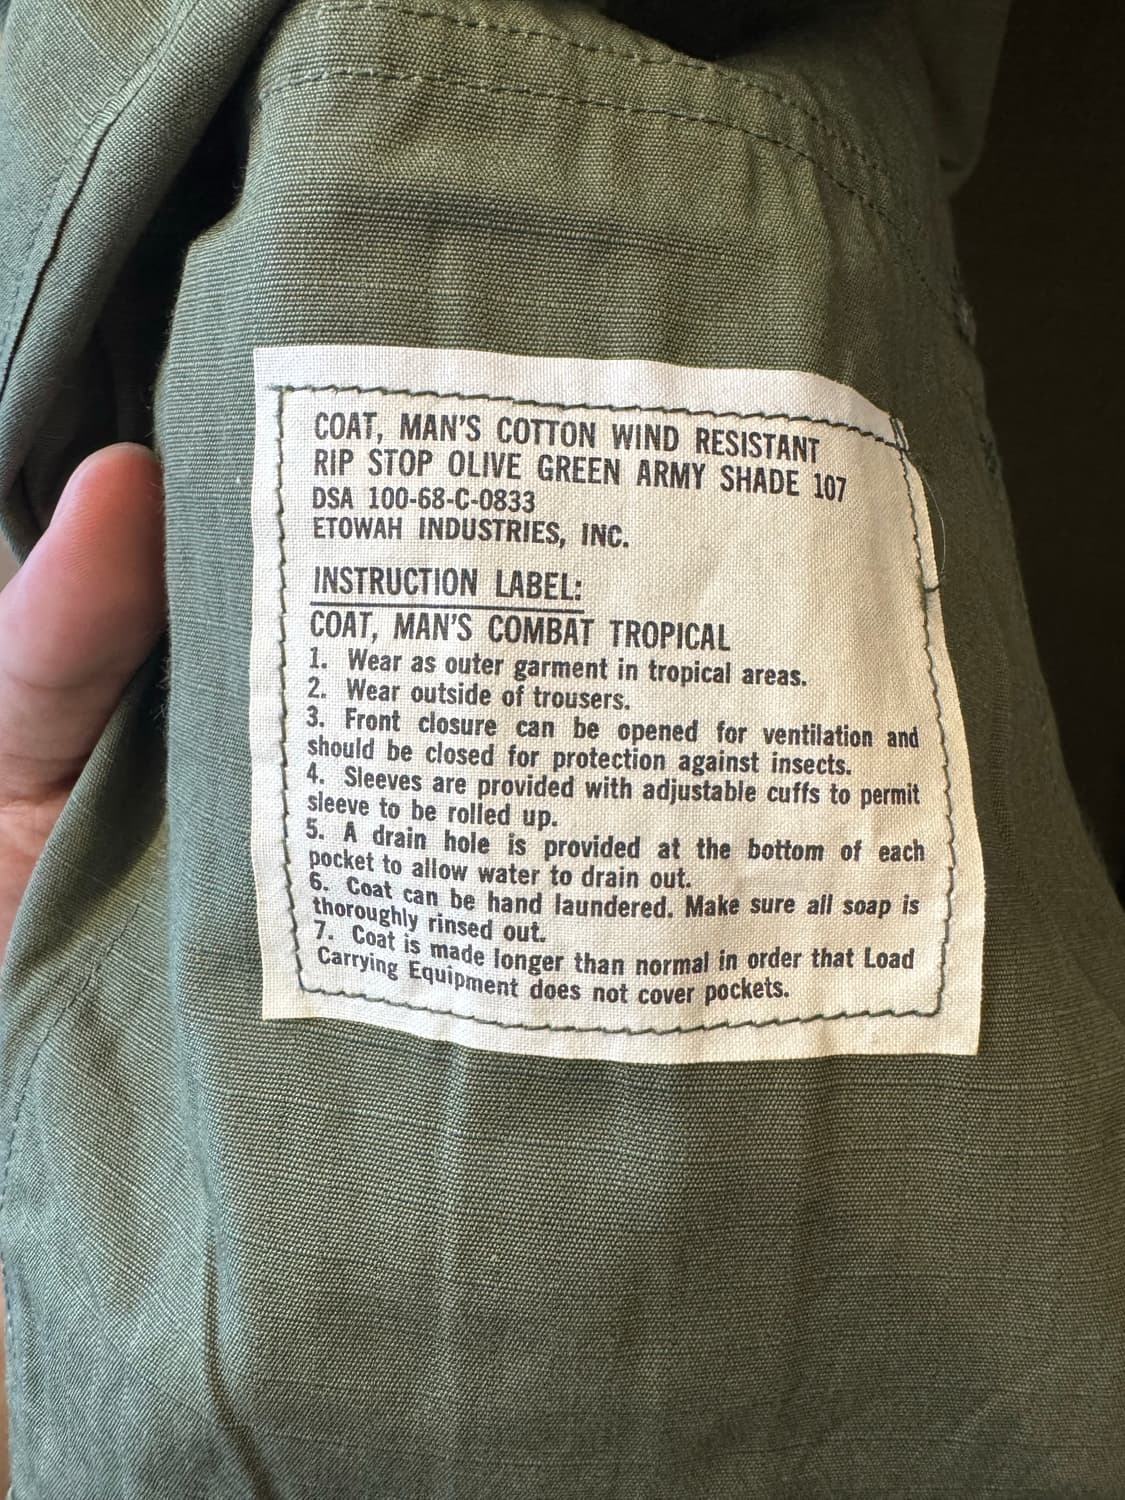 COAT, MAN'S COTTON WIND RESISTANT
RIP STOP OLIVE GREEN ARMY SHADE 107
DSA 100-68-C-0833
ETOWAH INDUSTRIES, INC.
INSTRUCTION LABEL:
COAT, MAN'S COMBAT TROPICAL
1. Wear as outer garment in tropical areas.
2. Wear outside of trousers.
3. Front closure can be opened for ventilation and
should be closed for protection against insects.
4. Sleeves are provided with adjustable cuffs to permit
sleeve to be rolled up.
5. A drain hole is provided at the bottom of each
pocket to allow water to drain out.
6. Coat can be hand laundered. Make sure all soap is
thoroughly rinsed out.
7. Coat is made longer than normal in order that Load
Carrying Equipment does not cover pockets.